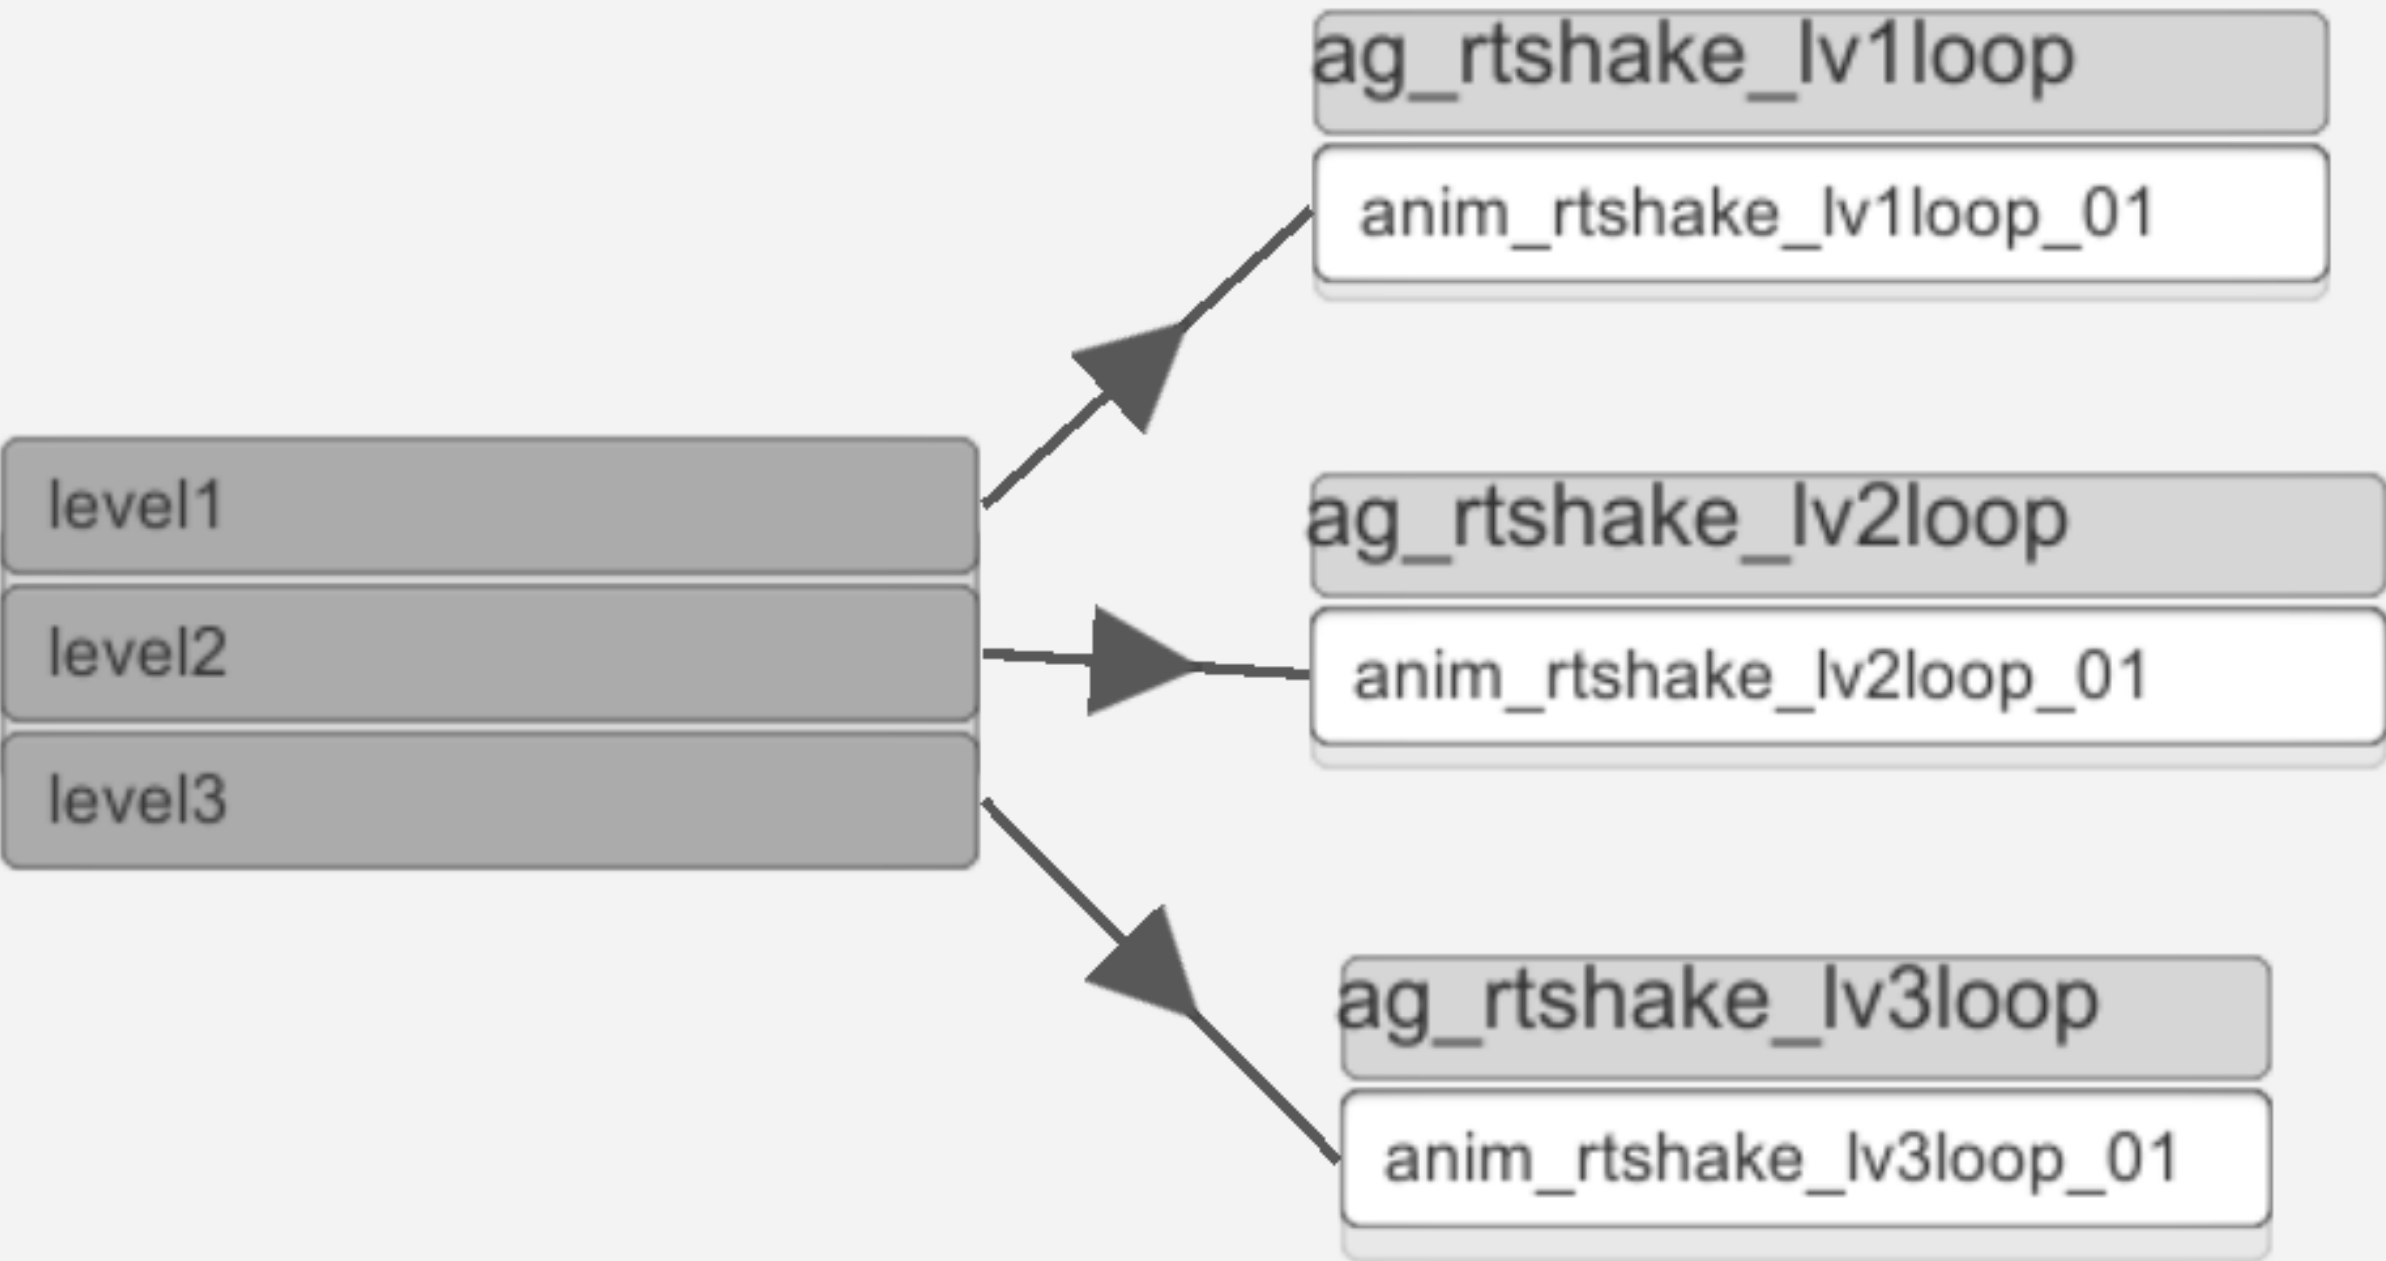 ag_rtshake_lv1loop
anim_rtshake_lv1loop_01
level1
level2
level3
ag_rtshake_lv2loop
anim_rtshake_lv2loop_01
ag_rtshake_lv3loop
anim_rtshake_lv3loop_01